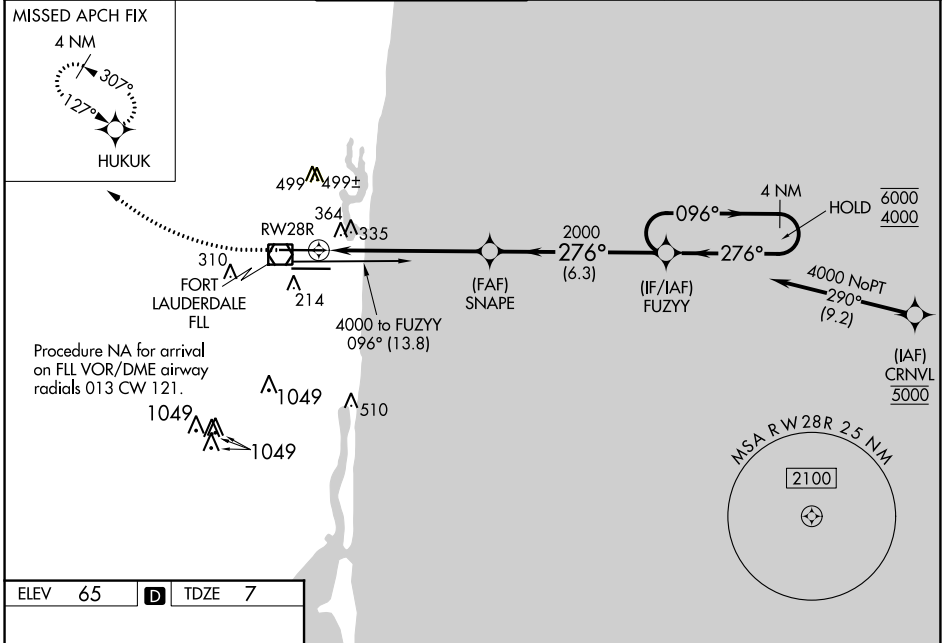 MISSED APCH FIX
4 NM
307°
127°
HUKUK
499
499±
364
335
RW28R
310
214
FORT
LAUDERDALE
FLL
4 NM
HOLD
6000
4000
096°
276°
2000
276°
(6.3)
(FAF)
SNAPE
(IF/IAF)
FUZYY
4000 NoPT
290°
(9.2)
(IAF)
CRNVL
5000
4000 to FUZYY
096° (13.8)
Procedure NA for arrival
on FLL VOR/DME airway
radials 013 CW 121.
1049
510
1049
1049
MSA RW28R 25 NM
2100
ELEV 65 D TDZE 7